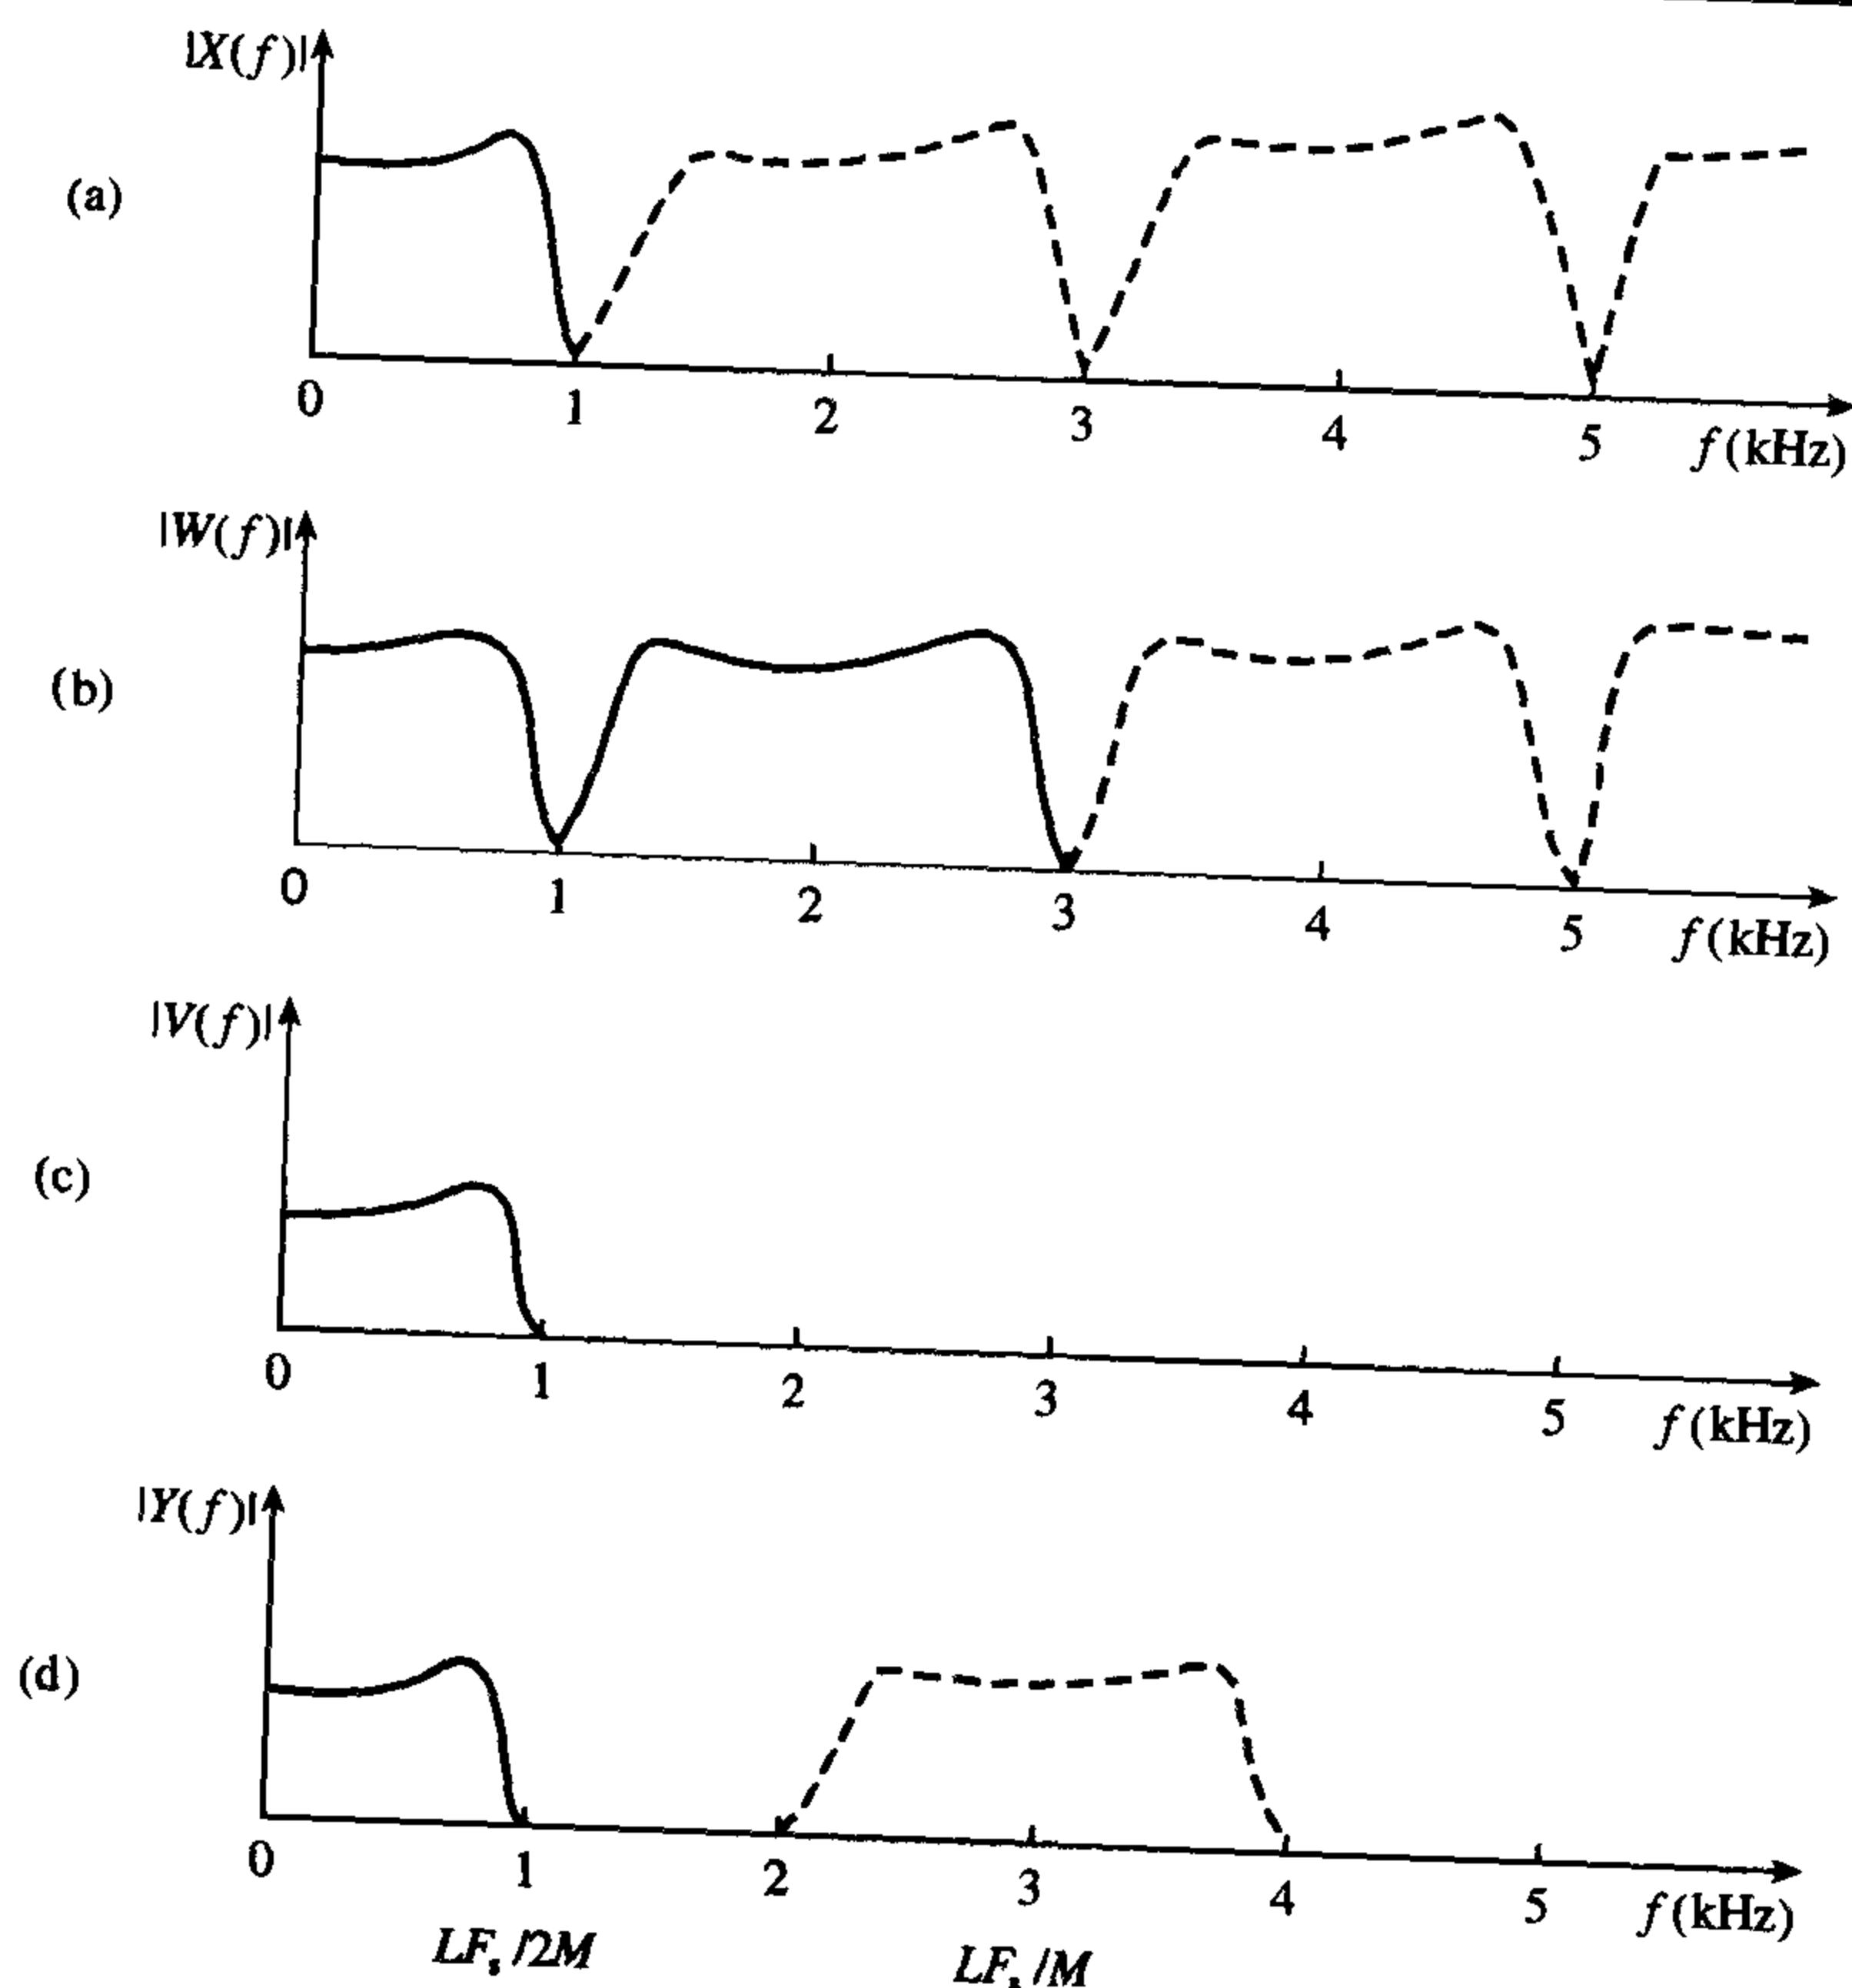 |X(f)|
(a)
0 1 2 3 4 5 f(kHz)
|W(f)|
(b)
0 1 2 3 4 5 f(kHz)
|V(f)|
(c)
0 1 2 3 4 5 f(kHz)
|Y(f)|
(d)
0 1 2 3 4 5 f(kHz)
LFs/2M LFs/M